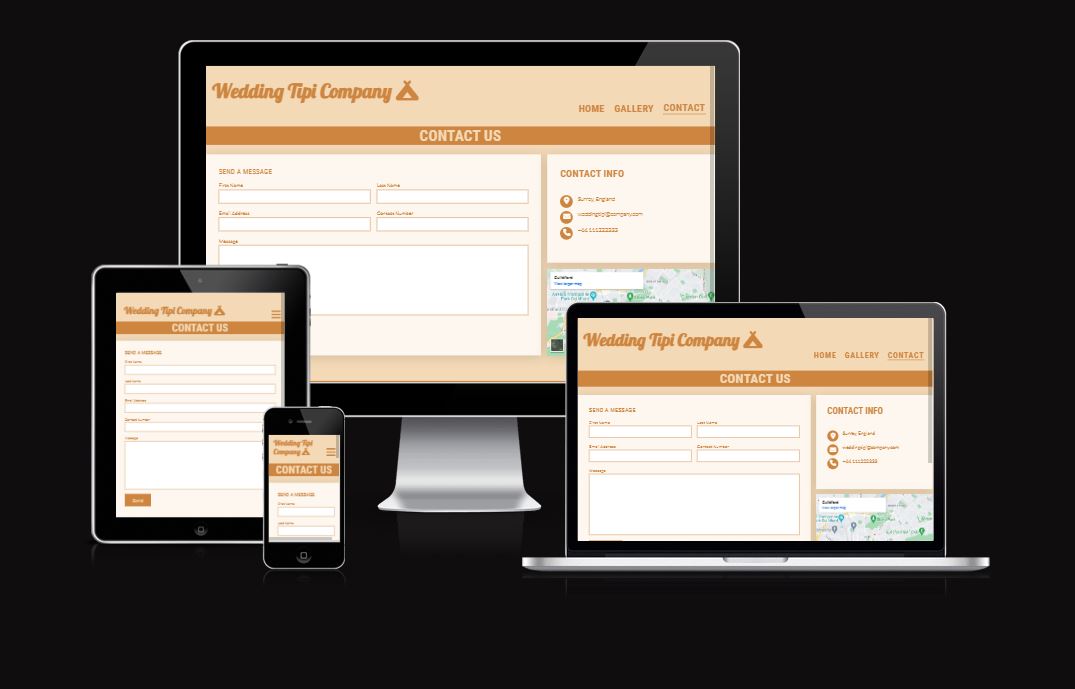 Wedding Tipi Company
HOME GALLERY CONTACT
CONTACT US
SEND A MESSAGE
First Name Last Name
Email Address Contact Number
Message
CONTACT INFO
Surrey, England
weddingtipi@company.com
+44 111222333
Guildford
View larger map
Wedding Tipi Company
CONTACT US
SEND A MESSAGE
First Name
Last Name
Email Address
Contact Number
Message
Send
Wedding Tipi
Company
CONTACT US
SEND A MESSAGE
First Name
Last Name
Wedding Tipi Company
HOME GALLERY CONTACT
CONTACT US
SEND A MESSAGE
First Name Last Name
Email Address Contact Number
Message
CONTACT INFO
Surrey, England
weddingtipi@company.com
+44 111222333
Guildford
View larger map